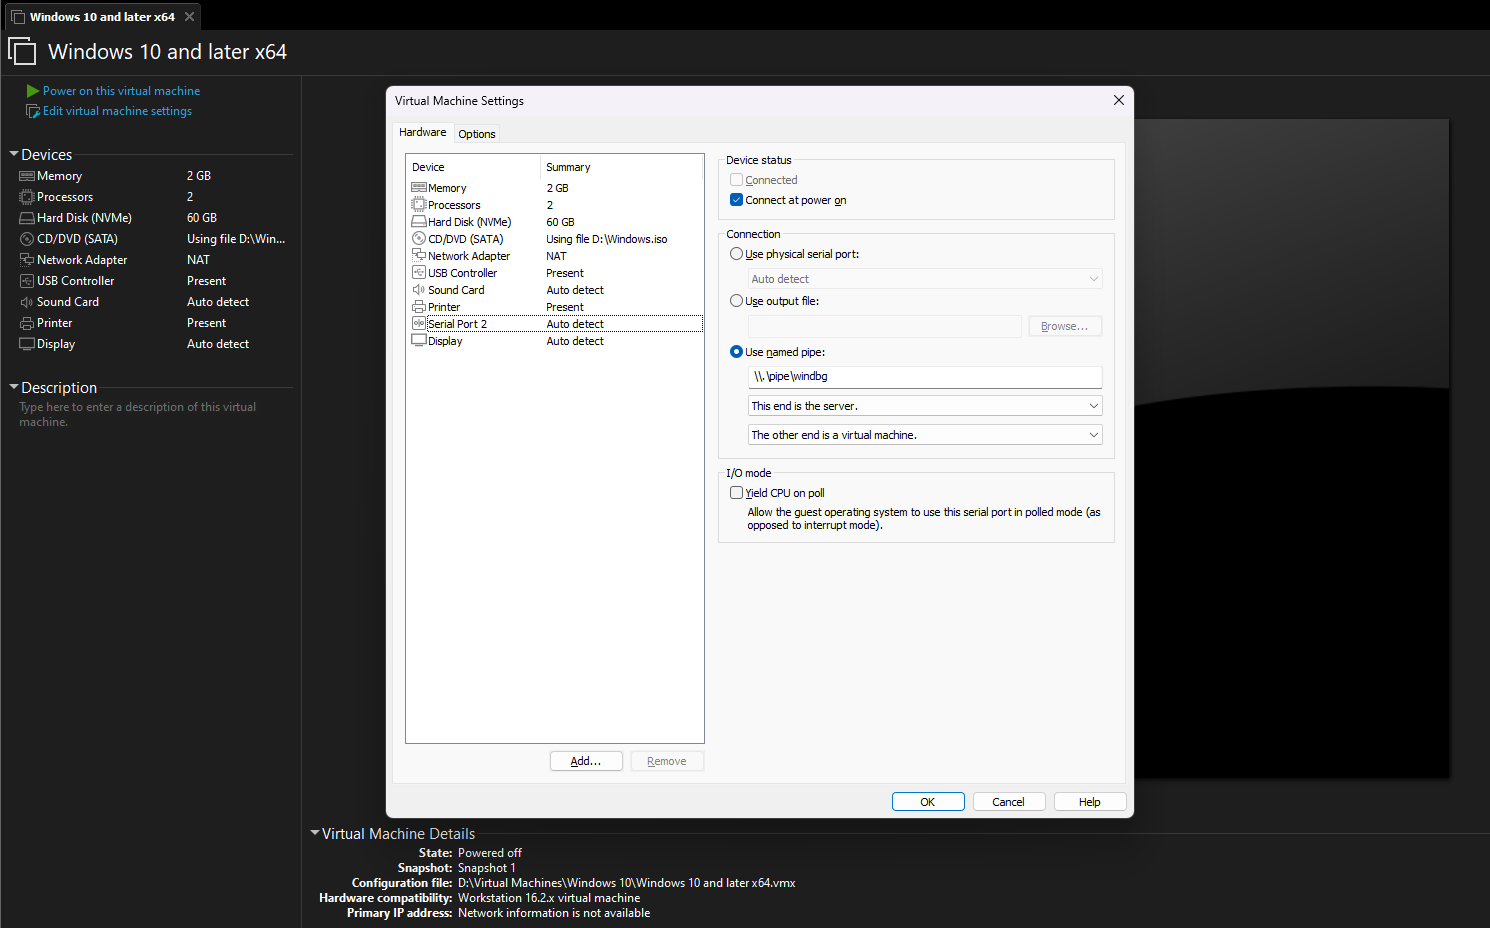 Windows 10 and later x64
Windows 10 and later x64
Power on this virtual machine
Edit virtual machine settings
Devices
Memory 2 GB
Processors 2
Hard Disk (NVMe) 60 GB
CD/DVD (SATA) Using file D:\Win...
Network Adapter NAT
USB Controller Present
Sound Card Auto detect
Printer Present
Display Auto detect
Description
Type here to enter a description of this virtual
machine.
Virtual Machine Settings
Hardware Options
Device Summary
Memory 2 GB
Processors 2
Hard Disk (NVMe) 60 GB
CD/DVD (SATA) Using file D:\Windows.iso
Network Adapter NAT
USB Controller Present
Sound Card Auto detect
Printer Present
Serial Port 2 Auto detect
Display Auto detect
Add... Remove
Device status
Connected
Connect at power on
Connection
Use physical serial port:
Auto detect
Use output file:
Browse...
Use named pipe:
\\.\pipe\windbg
This end is the server.
The other end is a virtual machine.
I/O mode
Yield CPU on poll
Allow the guest operating system to use this serial port in polled mode (as
opposed to interrupt mode).
OK Cancel Help
Virtual Machine Details
State: Powered off
Snapshot: Snapshot 1
Configuration file: D:\Virtual Machines\Windows 10\Windows 10 and later x64.vmx
Hardware compatibility: Workstation 16.2.x virtual machine
Primary IP address: Network information is not available